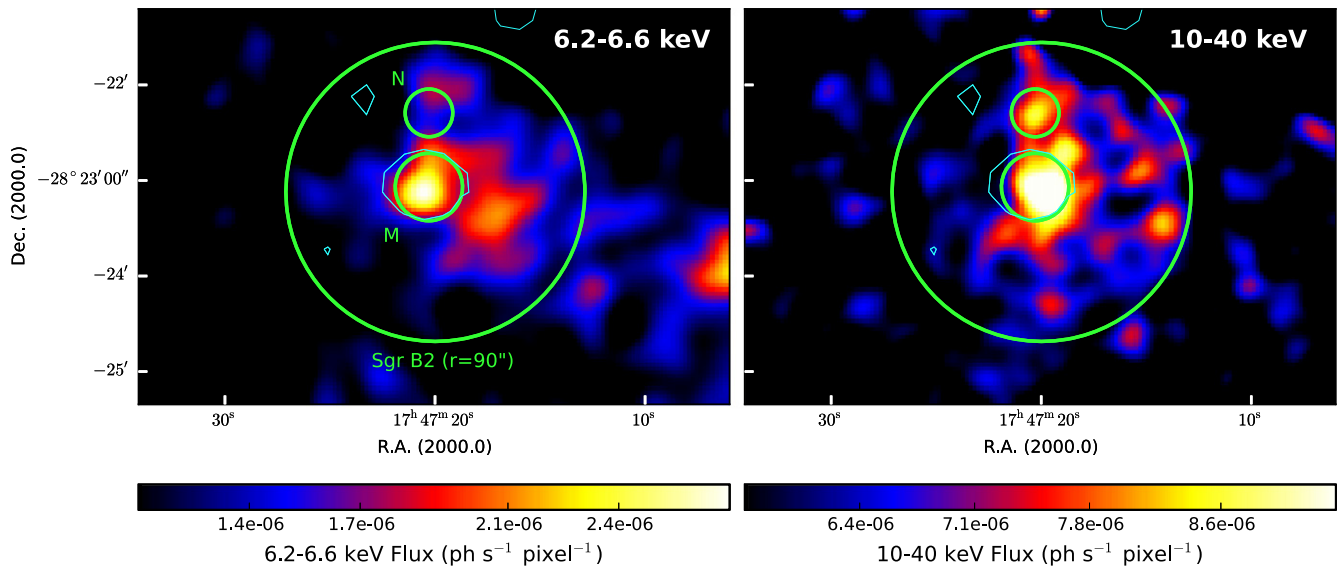 6.2-6.6 keV
10-40 keV
N
−22′
−28° 23′ 00″
M
−24′
Sgr B2 (r=90")
−25′
Dec. (2000.0)
30ˢ
17ʰ 47ᵐ 20ˢ
10ˢ
30ˢ
17ʰ 47ᵐ 20ˢ
10ˢ
R.A. (2000.0)
R.A. (2000.0)
1.4e-06
1.7e-06
2.1e-06
2.4e-06
6.4e-06
7.1e-06
7.8e-06
8.6e-06
6.2-6.6 keV Flux (ph s⁻¹ pixel⁻¹)
10-40 keV Flux (ph s⁻¹ pixel⁻¹)